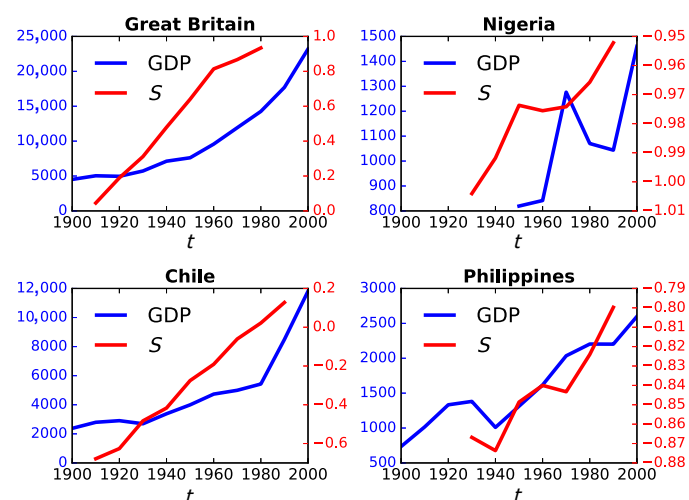 Great Britain
25,000
20,000
15,000
10,000
5000
0
1.0
0.8
0.6
0.4
0.2
0.0
GDP
S
1900 1920 1940 1960 1980 2000
t
Nigeria
1500
1400
1300
1200
1100
1000
900
800
−0.95
−0.96
−0.97
−0.98
−0.99
−1.00
−1.01
GDP
S
1900 1920 1940 1960 1980 2000
t
Chile
12,000
10,000
8000
6000
4000
2000
0
0.2
0.0
−0.2
−0.4
−0.6
GDP
S
1900 1920 1940 1960 1980 2000
t
Philippines
3000
2500
2000
1500
1000
500
−0.79
−0.80
−0.81
−0.82
−0.83
−0.84
−0.85
−0.86
−0.87
−0.88
GDP
S
1900 1920 1940 1960 1980 2000
t